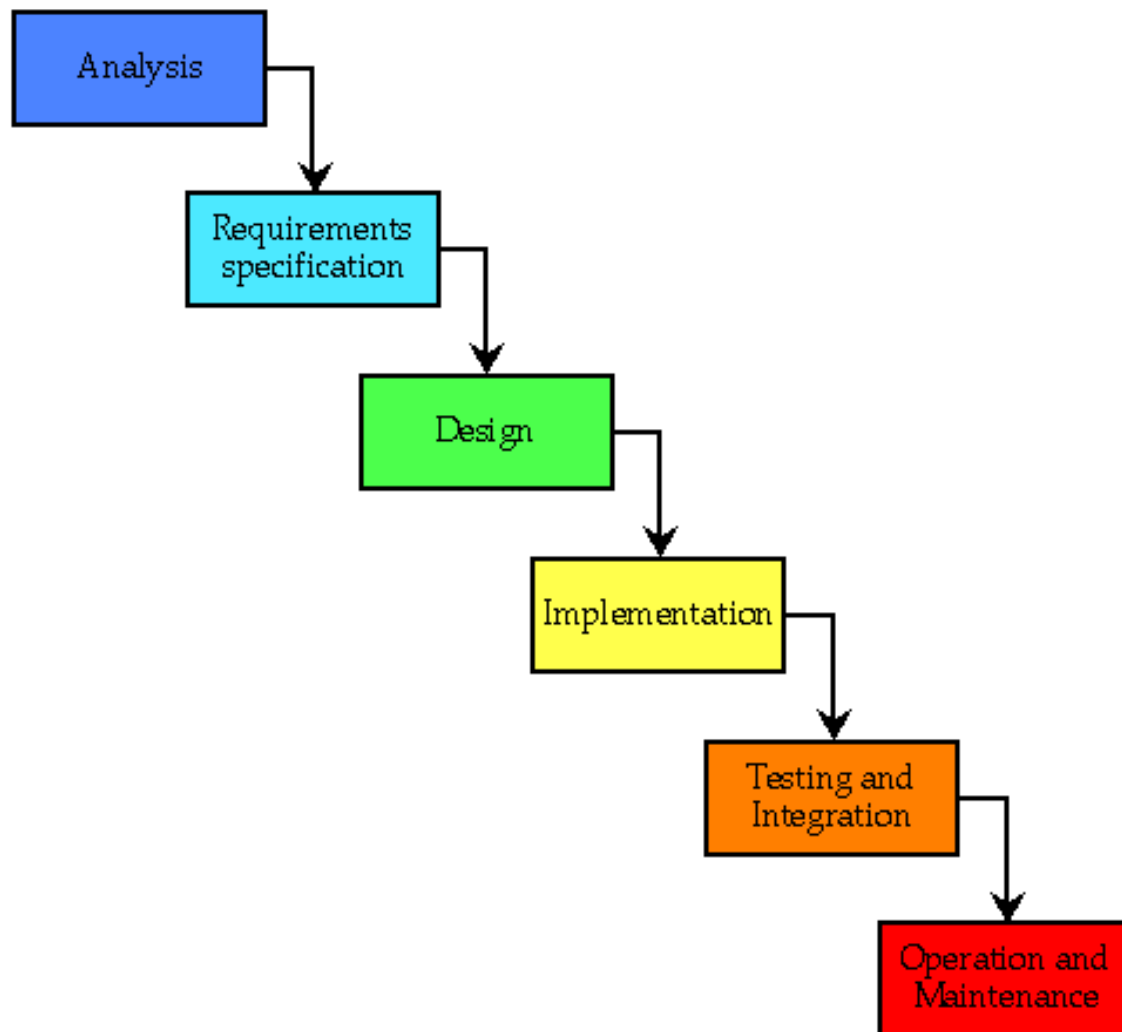 Analysis
Requirements
specification
Design
Implementation
Testing and
Integration
Operation and
Maintenance